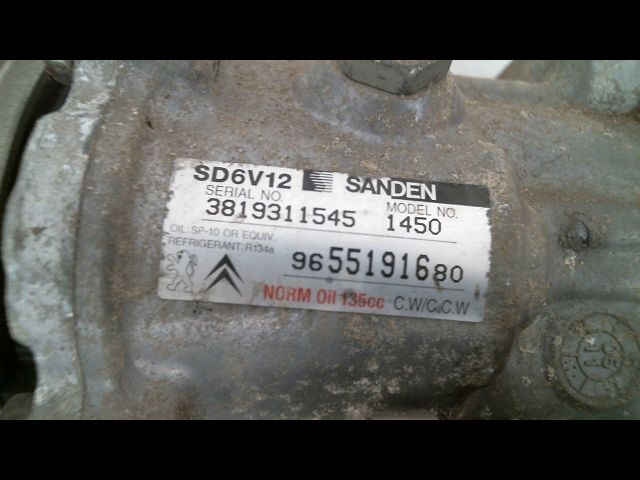 SD6V12 SANDEN
SERIAL NO. MODEL NO.
3819311545 1450
OIL: SP-10 OR EQUIV.
REFRIGERANT: R134a
9655191680
NORM Oil 135cc C.W/C.C.W